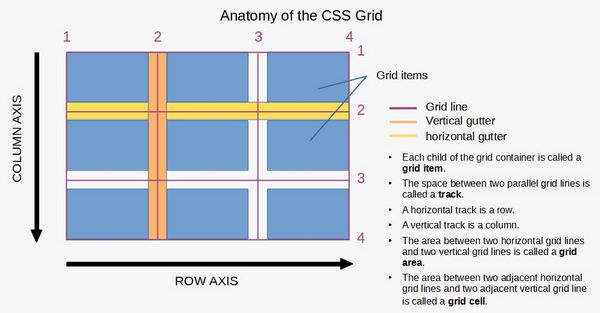 Anatomy of the CSS Grid
1 2 3 4
1
Grid items
2
Grid line
Vertical gutter
horizontal gutter
3
4
COLUMN AXIS
ROW AXIS
• Each child of the grid container is called a
grid item.
• The space between two parallel grid lines is
called a track.
• A horizontal track is a row.
• A vertical track is a column.
• The area between two horizontal grid lines
and two vertical grid lines is called a grid
area.
• The area between two adjacent horizontal
grid lines and two adjacent vertical grid line
is called a grid cell.